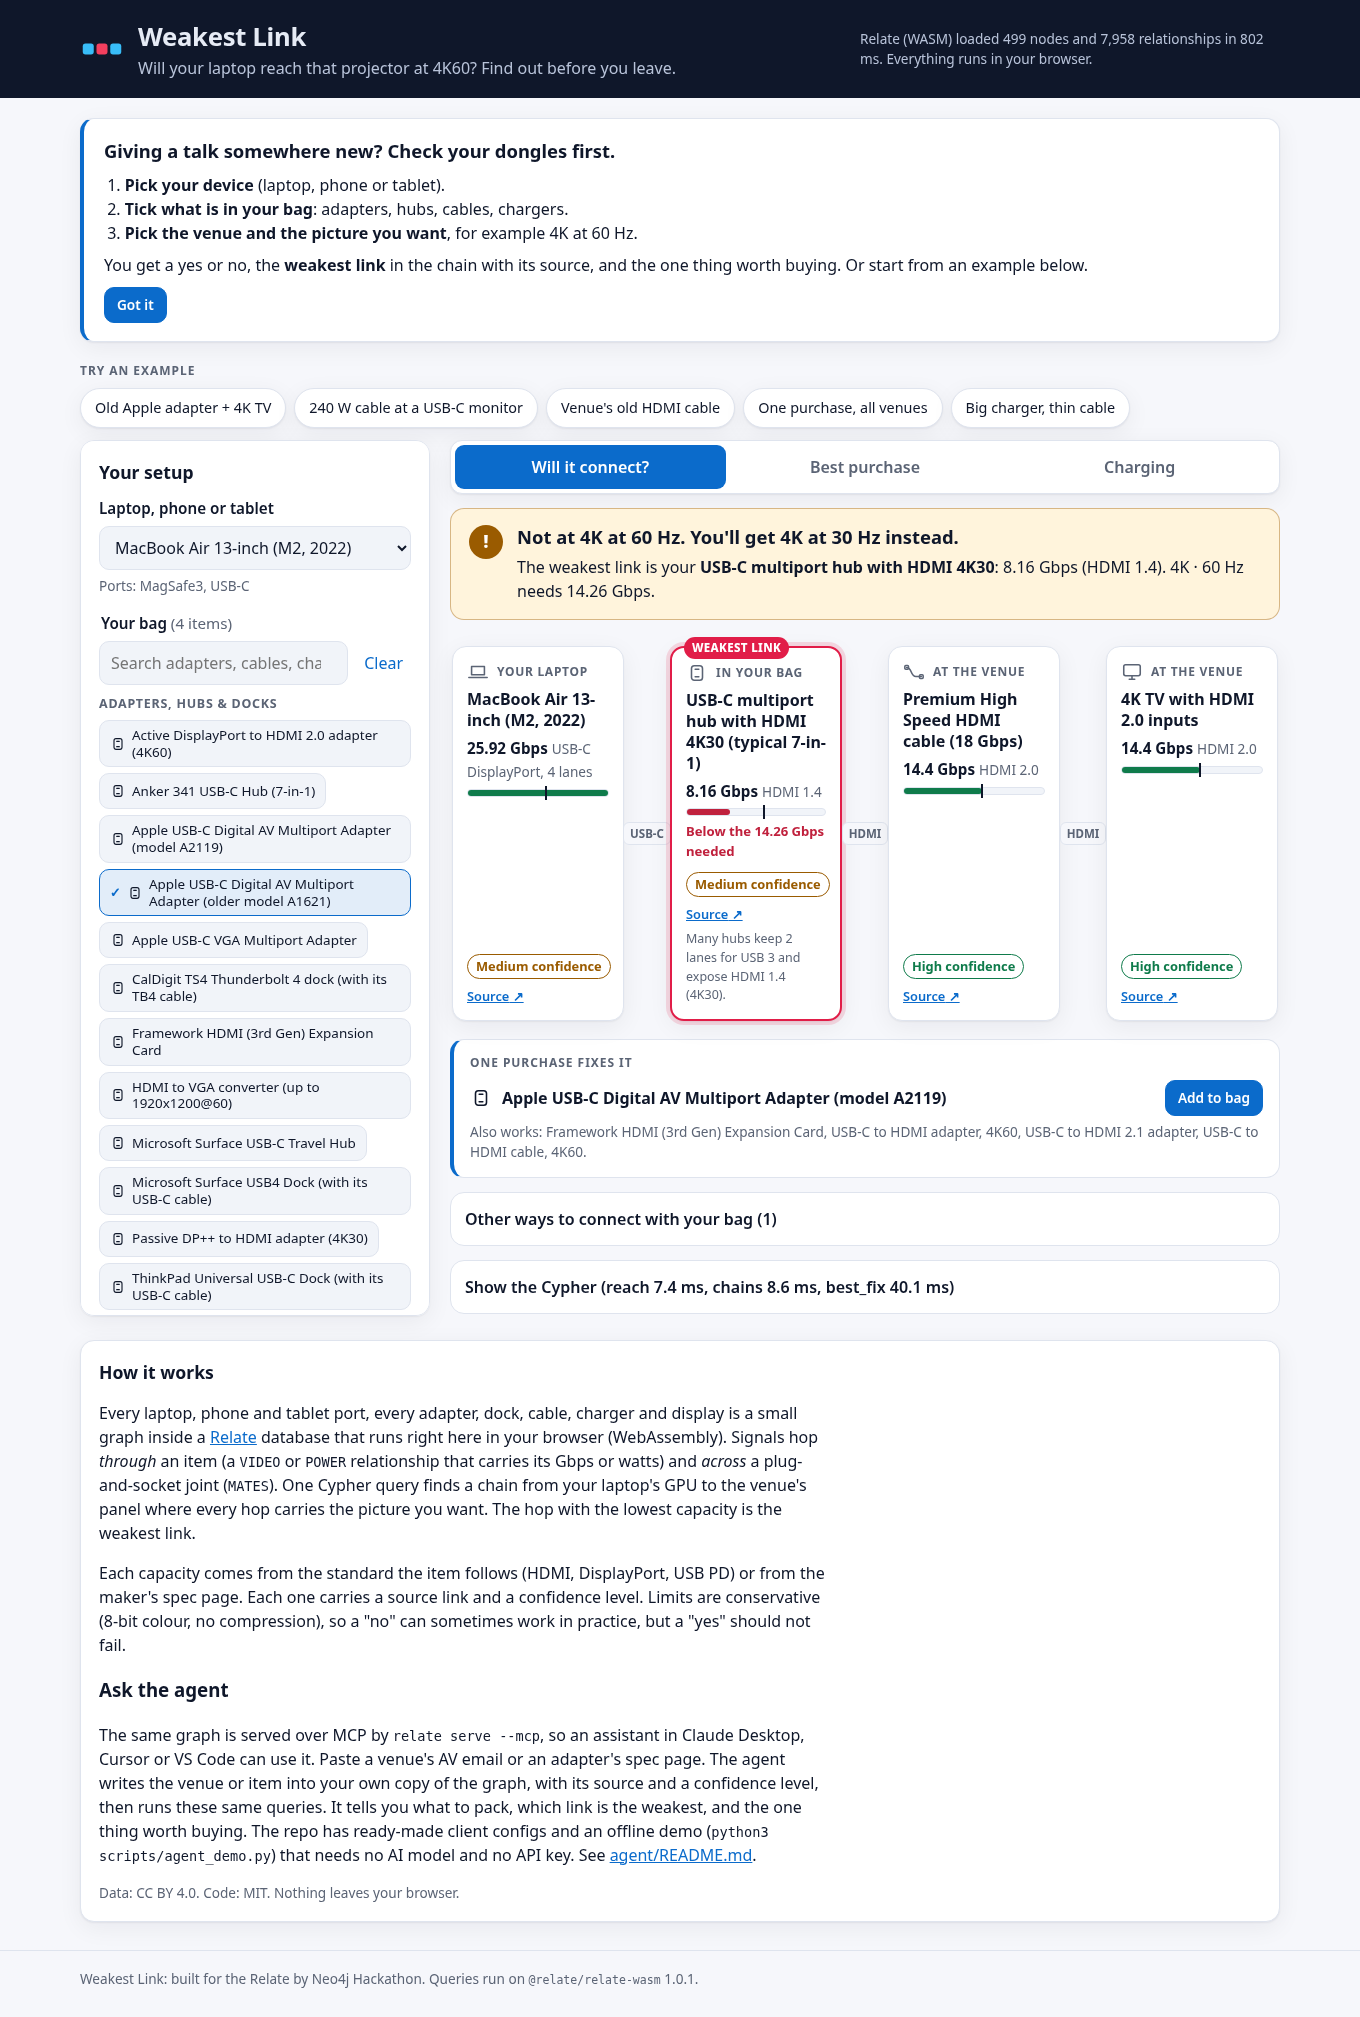 Weakest Link
Will your laptop reach that projector at 4K60? Find out before you leave.
Relate (WASM) loaded 499 nodes and 7,958 relationships in 802
ms. Everything runs in your browser.
Giving a talk somewhere new? Check your dongles first.
1. Pick your device (laptop, phone or tablet).
2. Tick what is in your bag: adapters, hubs, cables, chargers.
3. Pick the venue and the picture you want, for example 4K at 60 Hz.
You get a yes or no, the weakest link in the chain with its source, and the one thing worth buying. Or start from an example below.
Got it
TRY AN EXAMPLE
Old Apple adapter + 4K TV
240 W cable at a USB-C monitor
Venue's old HDMI cable
One purchase, all venues
Big charger, thin cable
Your setup
Laptop, phone or tablet
MacBook Air 13-inch (M2, 2022)
Ports: MagSafe3, USB-C
Your bag (4 items)
Search adapters, cables, cha
Clear
ADAPTERS, HUBS & DOCKS
Active DisplayPort to HDMI 2.0 adapter
(4K60)
Anker 341 USB-C Hub (7-in-1)
Apple USB-C Digital AV Multiport Adapter
(model A2119)
✓ Apple USB-C Digital AV Multiport
Adapter (older model A1621)
Apple USB-C VGA Multiport Adapter
CalDigit TS4 Thunderbolt 4 dock (with its
TB4 cable)
Framework HDMI (3rd Gen) Expansion
Card
HDMI to VGA converter (up to
1920x1200@60)
Microsoft Surface USB-C Travel Hub
Microsoft Surface USB4 Dock (with its
USB-C cable)
Passive DP++ to HDMI adapter (4K30)
ThinkPad Universal USB-C Dock (with its
USB-C cable)
Will it connect?
Best purchase
Charging
!
Not at 4K at 60 Hz. You'll get 4K at 30 Hz instead.
The weakest link is your USB-C multiport hub with HDMI 4K30: 8.16 Gbps (HDMI 1.4). 4K · 60 Hz
needs 14.26 Gbps.
YOUR LAPTOP
MacBook Air 13-
inch (M2, 2022)
25.92 Gbps USB-C
DisplayPort, 4 lanes
Medium confidence
Source ↗
USB-C
WEAKEST LINK
IN YOUR BAG
USB-C multiport
hub with HDMI
4K30 (typical 7-in-
1)
8.16 Gbps HDMI 1.4
Below the 14.26 Gbps
needed
Medium confidence
Source ↗
Many hubs keep 2
lanes for USB 3 and
expose HDMI 1.4
(4K30).
HDMI
AT THE VENUE
Premium High
Speed HDMI
cable (18 Gbps)
14.4 Gbps HDMI 2.0
High confidence
Source ↗
HDMI
AT THE VENUE
4K TV with HDMI
2.0 inputs
14.4 Gbps HDMI 2.0
High confidence
Source ↗
ONE PURCHASE FIXES IT
Apple USB-C Digital AV Multiport Adapter (model A2119)
Add to bag
Also works: Framework HDMI (3rd Gen) Expansion Card, USB-C to HDMI adapter, 4K60, USB-C to HDMI 2.1 adapter, USB-C to
HDMI cable, 4K60.
Other ways to connect with your bag (1)
Show the Cypher (reach 7.4 ms, chains 8.6 ms, best_fix 40.1 ms)
How it works
Every laptop, phone and tablet port, every adapter, dock, cable, charger and display is a small
graph inside a Relate database that runs right here in your browser (WebAssembly). Signals hop
through an item (a VIDEO or POWER relationship that carries its Gbps or watts) and across a plug-
and-socket joint (MATES). One Cypher query finds a chain from your laptop's GPU to the venue's
panel where every hop carries the picture you want. The hop with the lowest capacity is the
weakest link.
Each capacity comes from the standard the item follows (HDMI, DisplayPort, USB PD) or from the
maker's spec page. Each one carries a source link and a confidence level. Limits are conservative
(8-bit colour, no compression), so a "no" can sometimes work in practice, but a "yes" should not
fail.
Ask the agent
The same graph is served over MCP by relate serve --mcp, so an assistant in Claude Desktop,
Cursor or VS Code can use it. Paste a venue's AV email or an adapter's spec page. The agent
writes the venue or item into your own copy of the graph, with its source and a confidence level,
then runs these same queries. It tells you what to pack, which link is the weakest, and the one
thing worth buying. The repo has ready-made client configs and an offline demo (python3
scripts/agent_demo.py) that needs no AI model and no API key. See agent/README.md.
Data: CC BY 4.0. Code: MIT. Nothing leaves your browser.
Weakest Link: built for the Relate by Neo4j Hackathon. Queries run on @relate/relate-wasm 1.0.1.